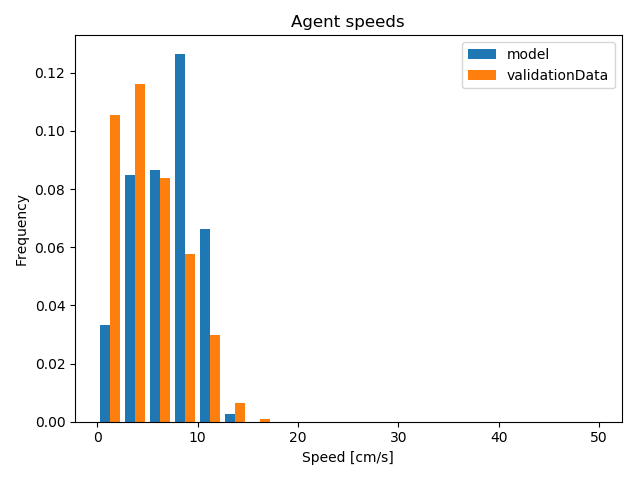 Agent speeds
model
validationData
Frequency
0.12
0.10
0.08
0.06
0.04
0.02
0.00
0 10 20 30 40 50
Speed [cm/s]